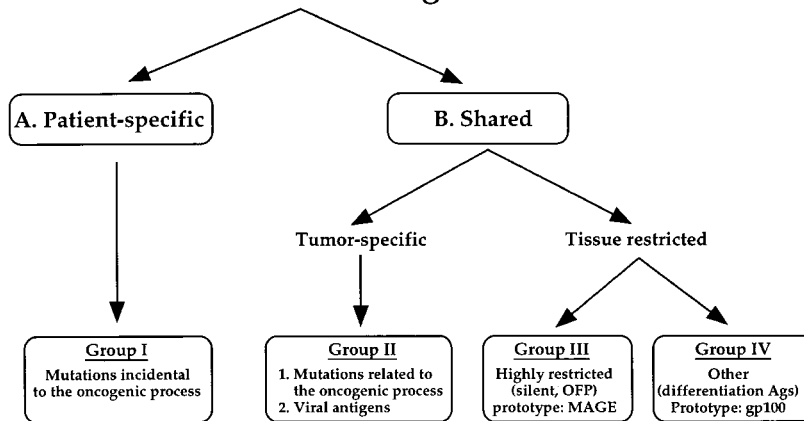 A. Patient-specific
B. Shared
Tumor-specific
Tissue restricted
Group I
Mutations incidental
to the oncogenic process
Group II
1. Mutations related to
the oncogenic process
2. Viral antigens
Group III
Highly restricted
(silent, OFP)
prototype: MAGE
Group IV
Other
(differentiation Ags)
Prototype: gp100